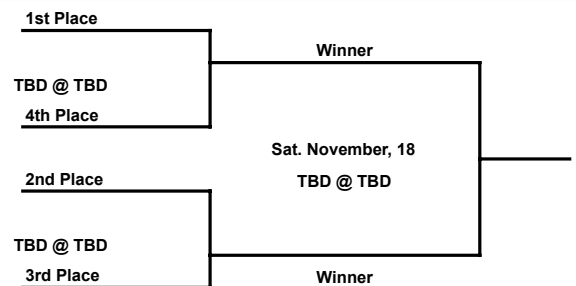 1st Place
Winner
TBD @ TBD
4th Place
Sat. November, 18
TBD @ TBD
2nd Place
TBD @ TBD
3rd Place
Winner